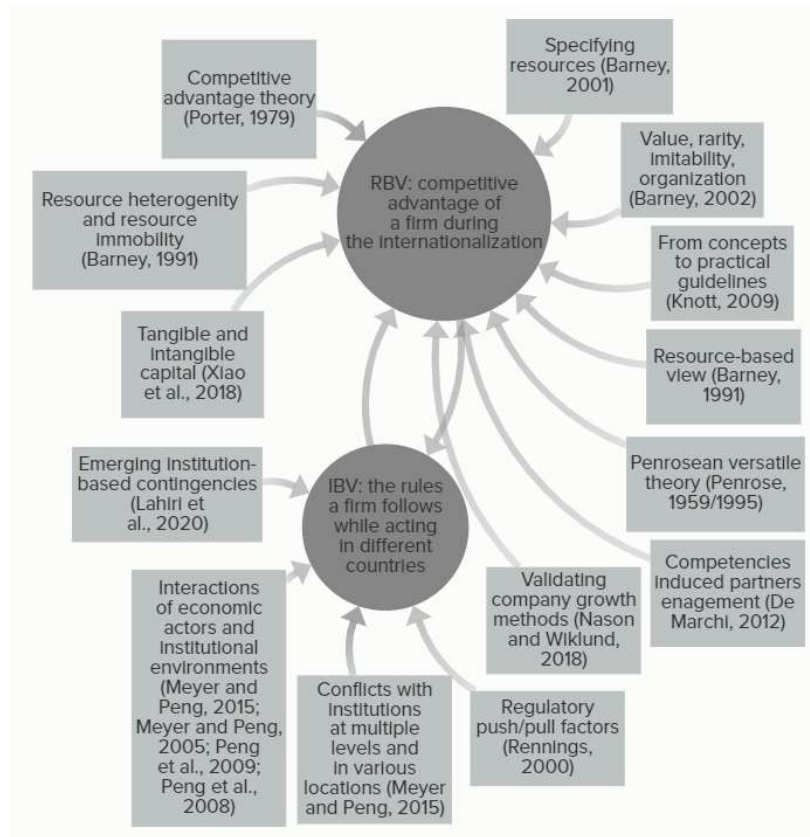 Competitive
advantage theory
(Porter, 1979)
Specifying
resources (Barney,
2001)
Resource heterogenity
and resource
immobility
(Barney, 1991)
RBV: competitive
advantage of
a firm during
the internationalization
Value, rarity,
imitability,
organization
(Barney, 2002)
From concepts
to practical
guidelines
(Knott, 2009)
Tangible and
intangible
capital (Xiao
et al., 2018)
Resource-based
view (Barney,
1991)
Emerging institution-
based contingencies
(Lahiri et
al., 2020)
IBV: the rules
a firm follows
while acting
in different
countries
Penrosean versatile
theory (Penrose,
1959/1995)
Competencies
induced partners
enagement (De
Marchi, 2012)
Validating
company growth
methods (Nason
and Wiklund,
2018)
Interactions
of economic
actors and
institutional
environments
(Meyer and
Peng, 2015;
Meyer and Peng,
2005; Peng
et al., 2009;
Peng et al.,
2008)
Conflicts with
institutions
at multiple
levels and
in various
locations (Meyer
and Peng, 2015)
Regulatory
push/pull factors
(Rennings,
2000)